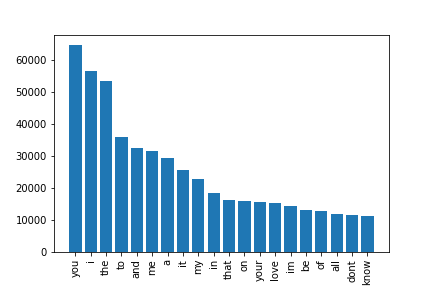 60000
50000
40000
30000
20000
10000
0
you
i
the
to
and
me
a
it
my
in
that
on
your
love
im
be
of
all
dont
know